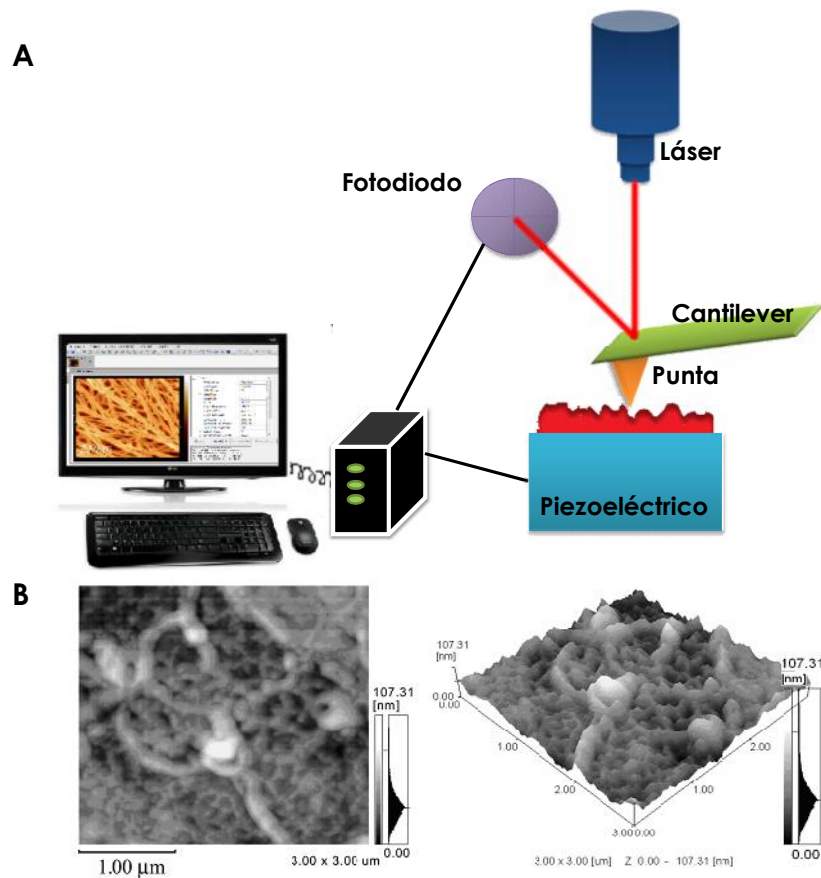 A
Láser
Fotodiodo
Cantilever
Punta
Piezoeléctrico
B
107.31
[nm]
0.00
1.00 µm
3.00 x 3.00 um
107.31
[nm]
0.00
0.00
1.00
2.00
3.00
0.00
1.00
2.00
107.31
[nm]
0.00
3.00 x 3.00 [um] Z 0.00 - 107.31 [nm]